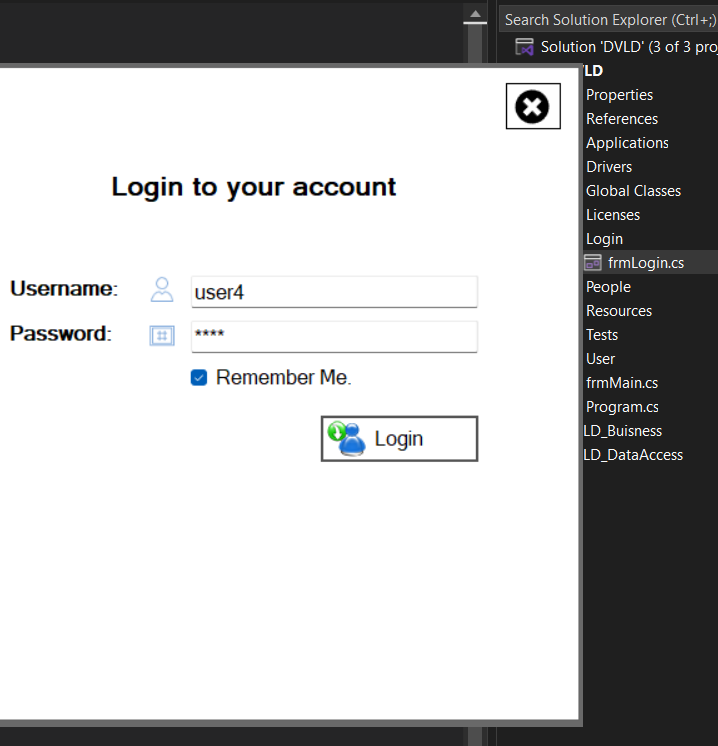 Search Solution Explorer (Ctrl+;)
Solution 'DVLD' (3 of 3 proj
LD
Properties
References
Applications
Drivers
Global Classes
Licenses
Login
frmLogin.cs
People
Resources
Tests
User
frmMain.cs
Program.cs
LD_Buisness
LD_DataAccess
Login to your account
Username:
user4
Password:
****
Remember Me.
Login